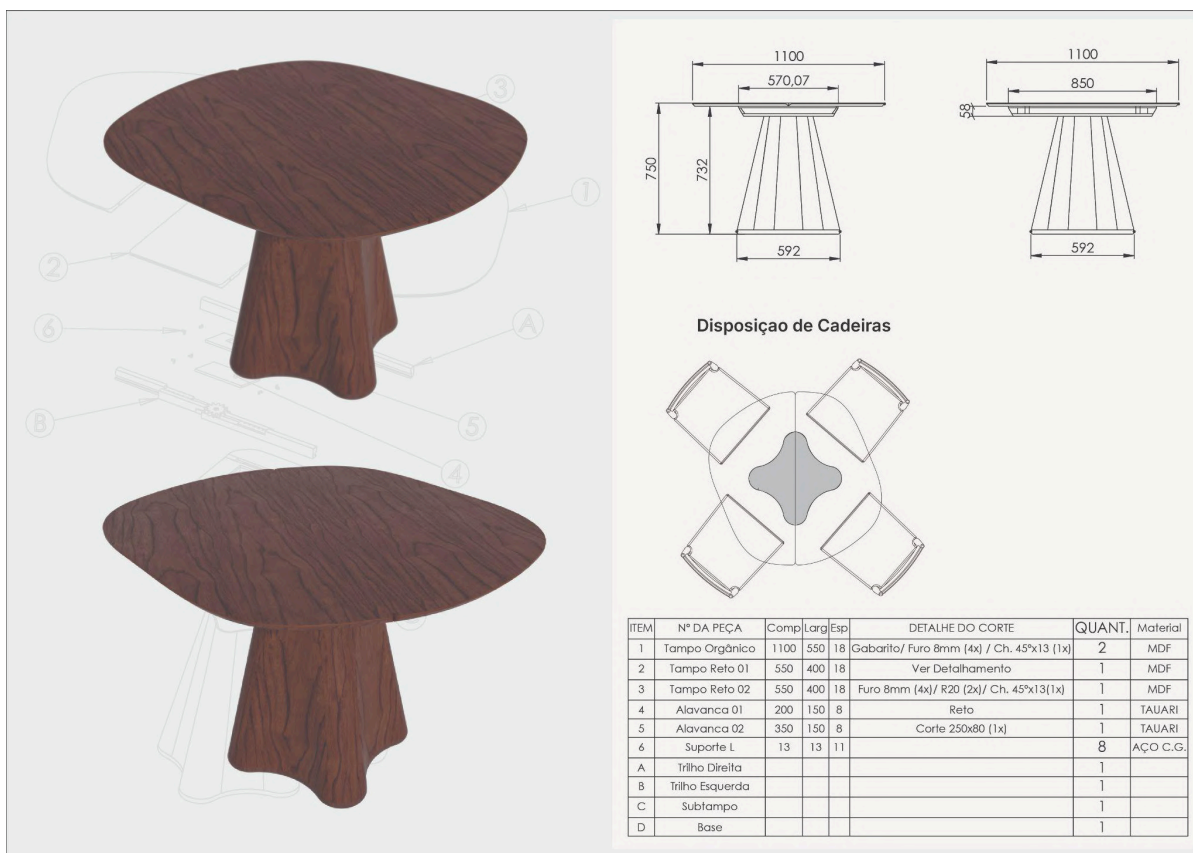 3
1
2
6
A
B
5
4
1100
570,07
750
732
592
1100
850
58
592
Disposiçao de Cadeiras
ITEM Nº DA PEÇA Comp Larg Esp DETALHE DO CORTE QUANT. Material
1 Tampo Orgânico 1100 550 18 Gabarito/ Furo 8mm (4x) / Ch. 45ºx13 (1x) 2 MDF
2 Tampo Reto 01 550 400 18 Ver Detalhamento 1 MDF
3 Tampo Reto 02 550 400 18 Furo 8mm (4x)/ R20 (2x)/ Ch. 45ºx13(1x) 1 MDF
4 Alavanca 01 200 150 8 Reto 1 TAUARI
5 Alavanca 02 350 150 8 Corte 250x80 (1x) 1 TAUARI
6 Suporte L 13 13 11 8 AÇO C.G.
A Trilho Direita 1
B Trilho Esquerda 1
C Subtampo 1
D Base 1